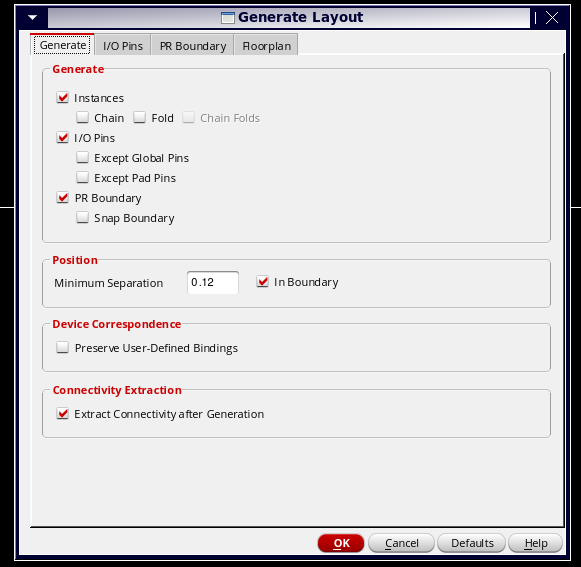 Generate Layout
Generate I/O Pins PR Boundary Floorplan
Generate
Instances
Chain Fold Chain Folds
I/O Pins
Except Global Pins
Except Pad Pins
PR Boundary
Snap Boundary
Position
Minimum Separation 0.12 In Boundary
Device Correspondence
Preserve User-Defined Bindings
Connectivity Extraction
Extract Connectivity after Generation
OK Cancel Defaults Help